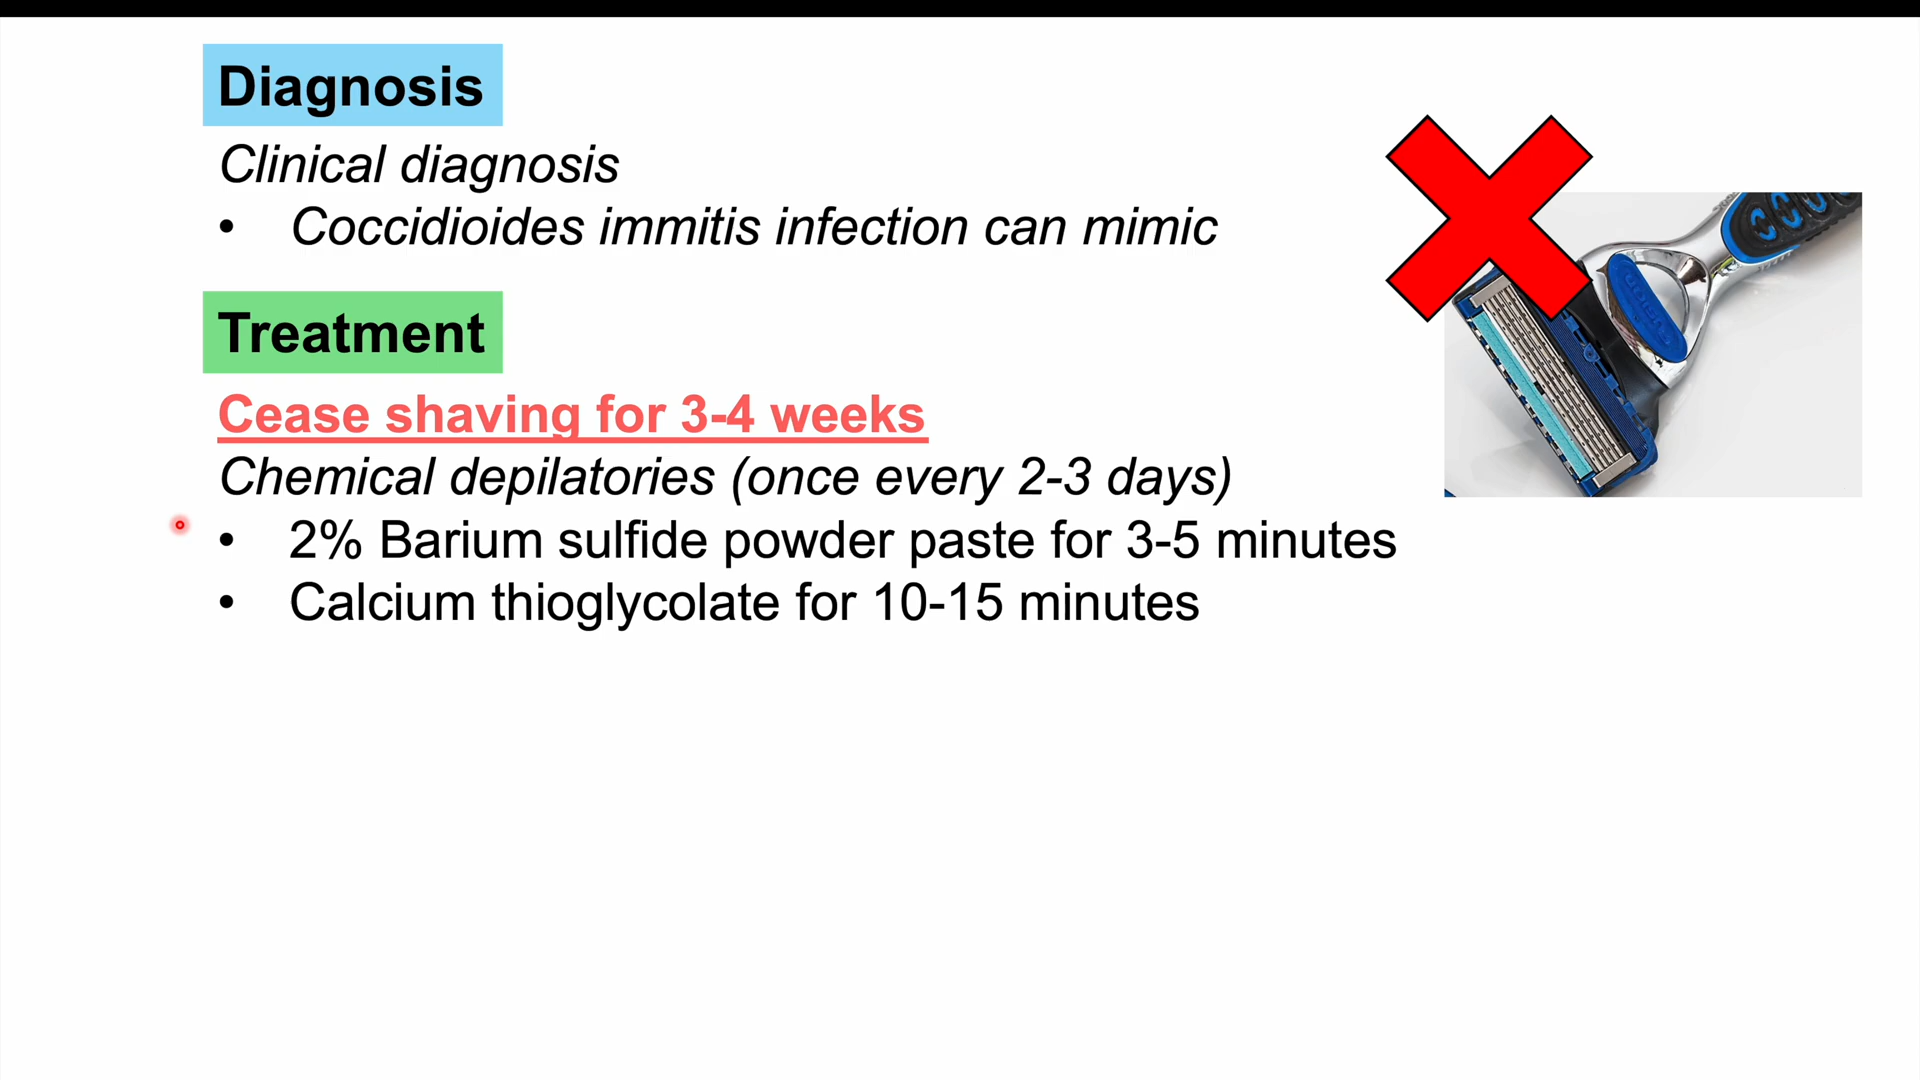 Diagnosis
Clinical diagnosis
• Coccidioides immitis infection can mimic
Treatment
Cease shaving for 3-4 weeks
Chemical depilatories (once every 2-3 days)
• 2% Barium sulfide powder paste for 3-5 minutes
• Calcium thioglycolate for 10-15 minutes